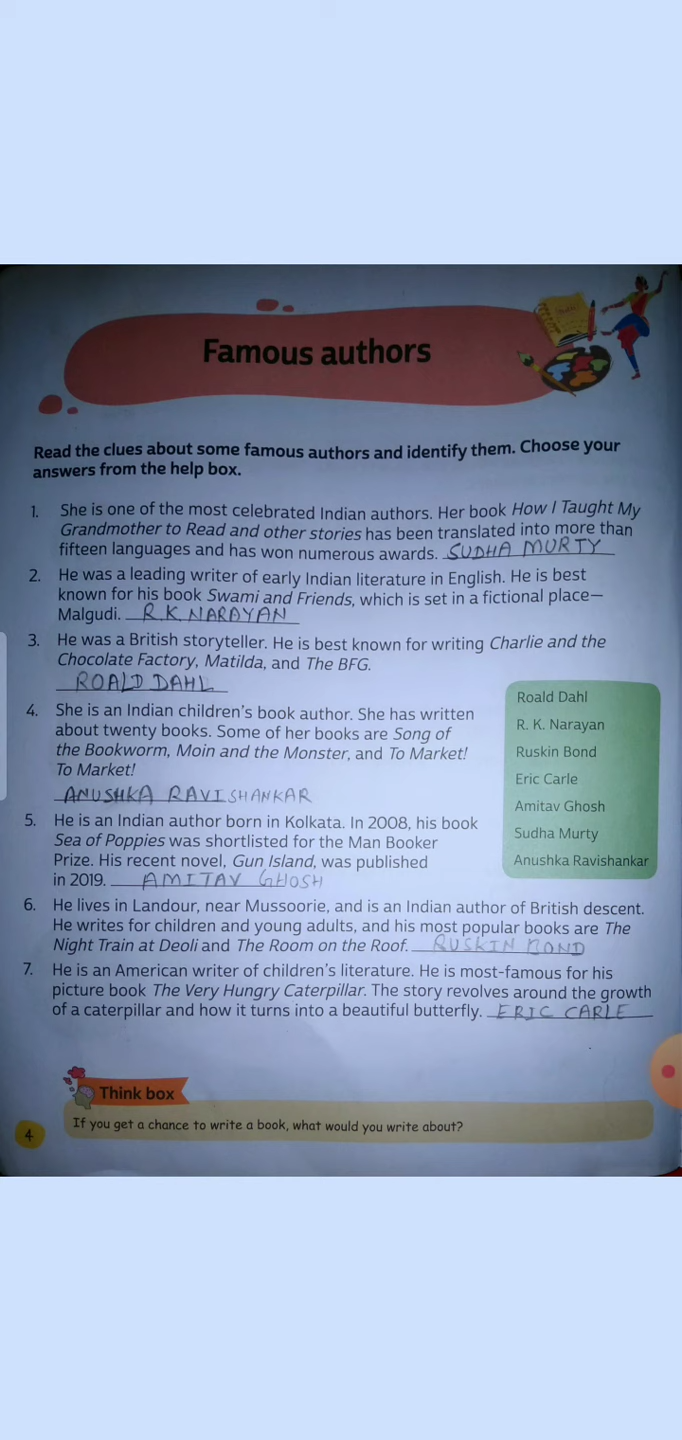 Famous authors
Read the clues about some famous authors and identify them. Choose your
answers from the help box.
1. She is one of the most celebrated Indian authors. Her book How I Taught My
Grandmother to Read and other stories has been translated into more than
fifteen languages and has won numerous awards. SUDHA MURTY
2. He was a leading writer of early Indian literature in English. He is best
known for his book Swami and Friends, which is set in a fictional place—
Malgudi. R. K. NARAYAN
3. He was a British storyteller. He is best known for writing Charlie and the
Chocolate Factory, Matilda, and The BFG.
ROALD DAHL
4. She is an Indian children's book author. She has written
about twenty books. Some of her books are Song of
the Bookworm, Moin and the Monster, and To Market!
To Market!
ANUSHKA RAVISHANKAR
5. He is an Indian author born in Kolkata. In 2008, his book
Sea of Poppies was shortlisted for the Man Booker
Prize. His recent novel, Gun Island, was published
in 2019. AMITAV GHOSH
Roald Dahl
R. K. Narayan
Ruskin Bond
Eric Carle
Amitav Ghosh
Sudha Murty
Anushka Ravishankar
6. He lives in Landour, near Mussoorie, and is an Indian author of British descent.
He writes for children and young adults, and his most popular books are The
Night Train at Deoli and The Room on the Roof. RUSKIN BOND
7. He is an American writer of children's literature. He is most-famous for his
picture book The Very Hungry Caterpillar. The story revolves around the growth
of a caterpillar and how it turns into a beautiful butterfly. ERIC CARLE
Think box
If you get a chance to write a book, what would you write about?
4